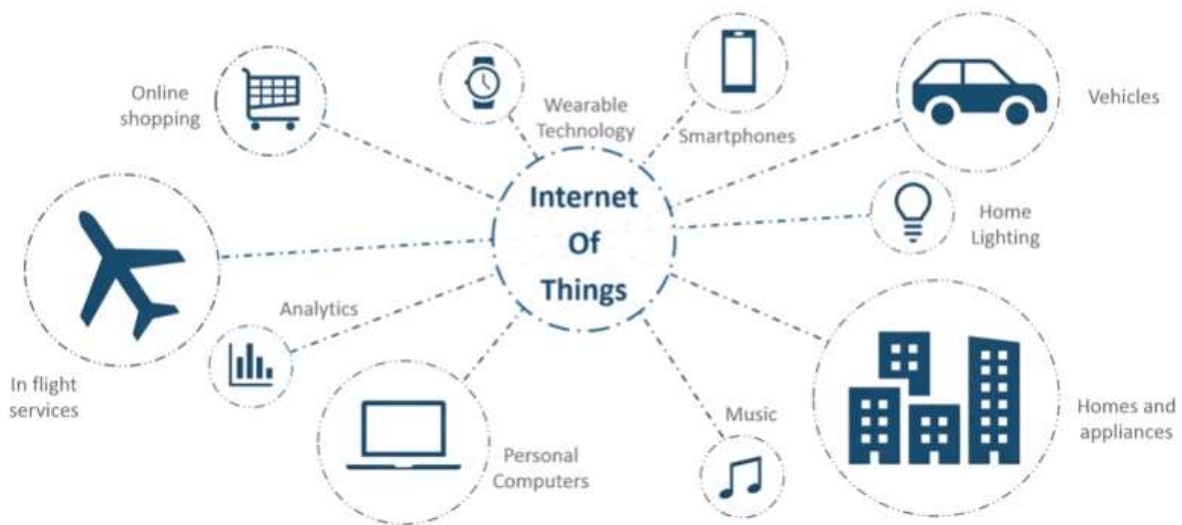 Online
shopping
Wearable
Technology
Smartphones
Vehicles
Internet
Of
Things
Home
Lighting
Analytics
In flight
services
Personal
Computers
Music
Homes and
appliances